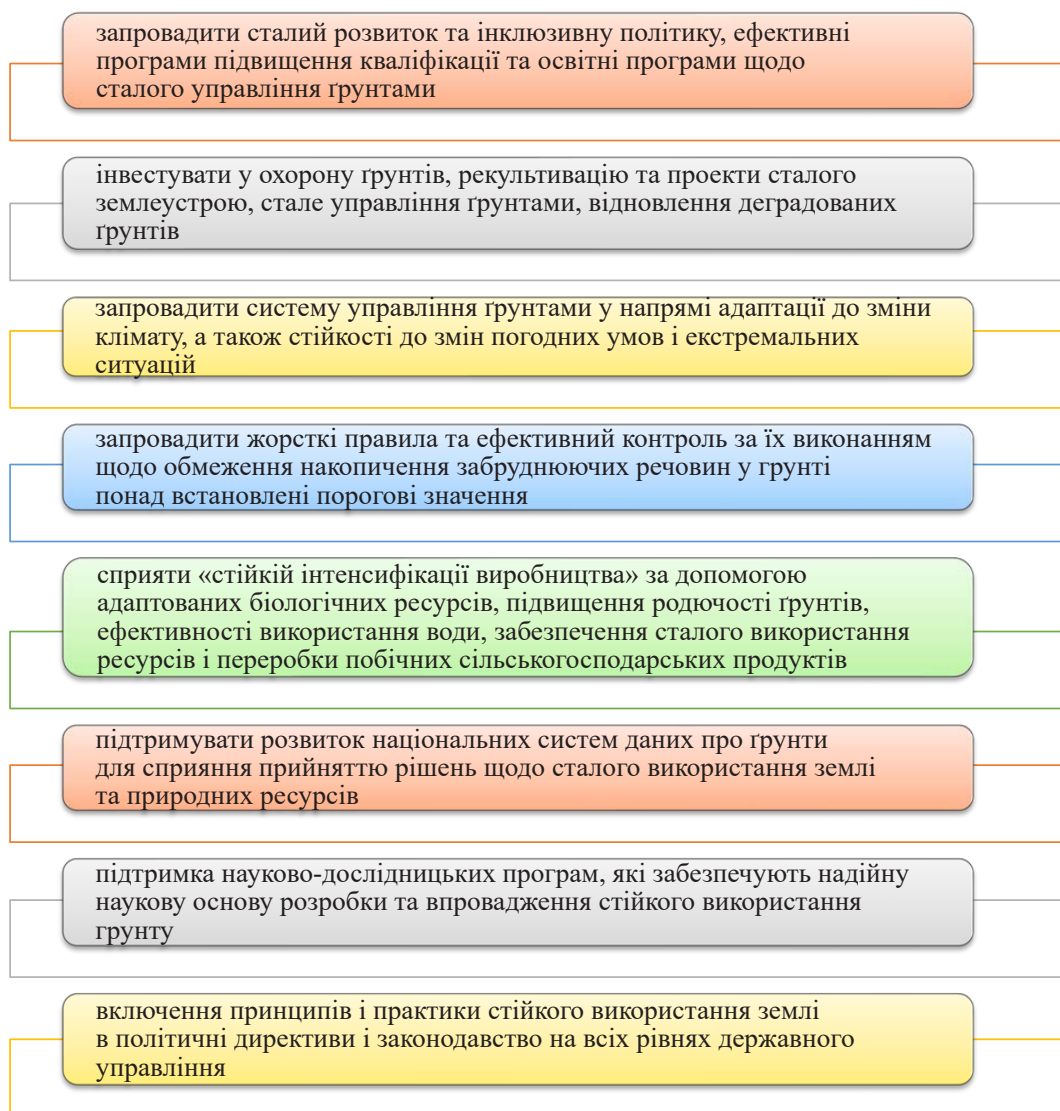 запровадити сталий розвиток та інклюзивну політику, ефективні
програми підвищення кваліфікації та освітні програми щодо
сталого управління ґрунтами
інвестувати у охорону ґрунтів, рекультивацію та проекти сталого
землеустрою, стале управління ґрунтами, відновлення деградованих
ґрунтів
запровадити систему управління ґрунтами у напрямі адаптації до зміни
клімату, а також стійкості до змін погодних умов і екстремальних
ситуацій
запровадити жорсткі правила та ефективний контроль за їх виконанням
щодо обмеження накопичення забруднюючих речовин у грунті
понад встановлені порогові значення
сприяти «стійкій інтенсифікації виробництва» за допомогою
адаптованих біологічних ресурсів, підвищення родючості ґрунтів,
ефективності використання води, забезпечення сталого використання
ресурсів і переробки побічних сільськогосподарських продуктів
підтримувати розвиток національних систем даних про ґрунти
для сприяння прийняттю рішень щодо сталого використання землі
та природних ресурсів
підтримка науково-дослідницьких програм, які забезпечують надійну
наукову основу розробки та впровадження стійкого використання
грунту
включення принципів і практики стійкого використання землі
в політичні директиви і законодавство на всіх рівнях державного
управління